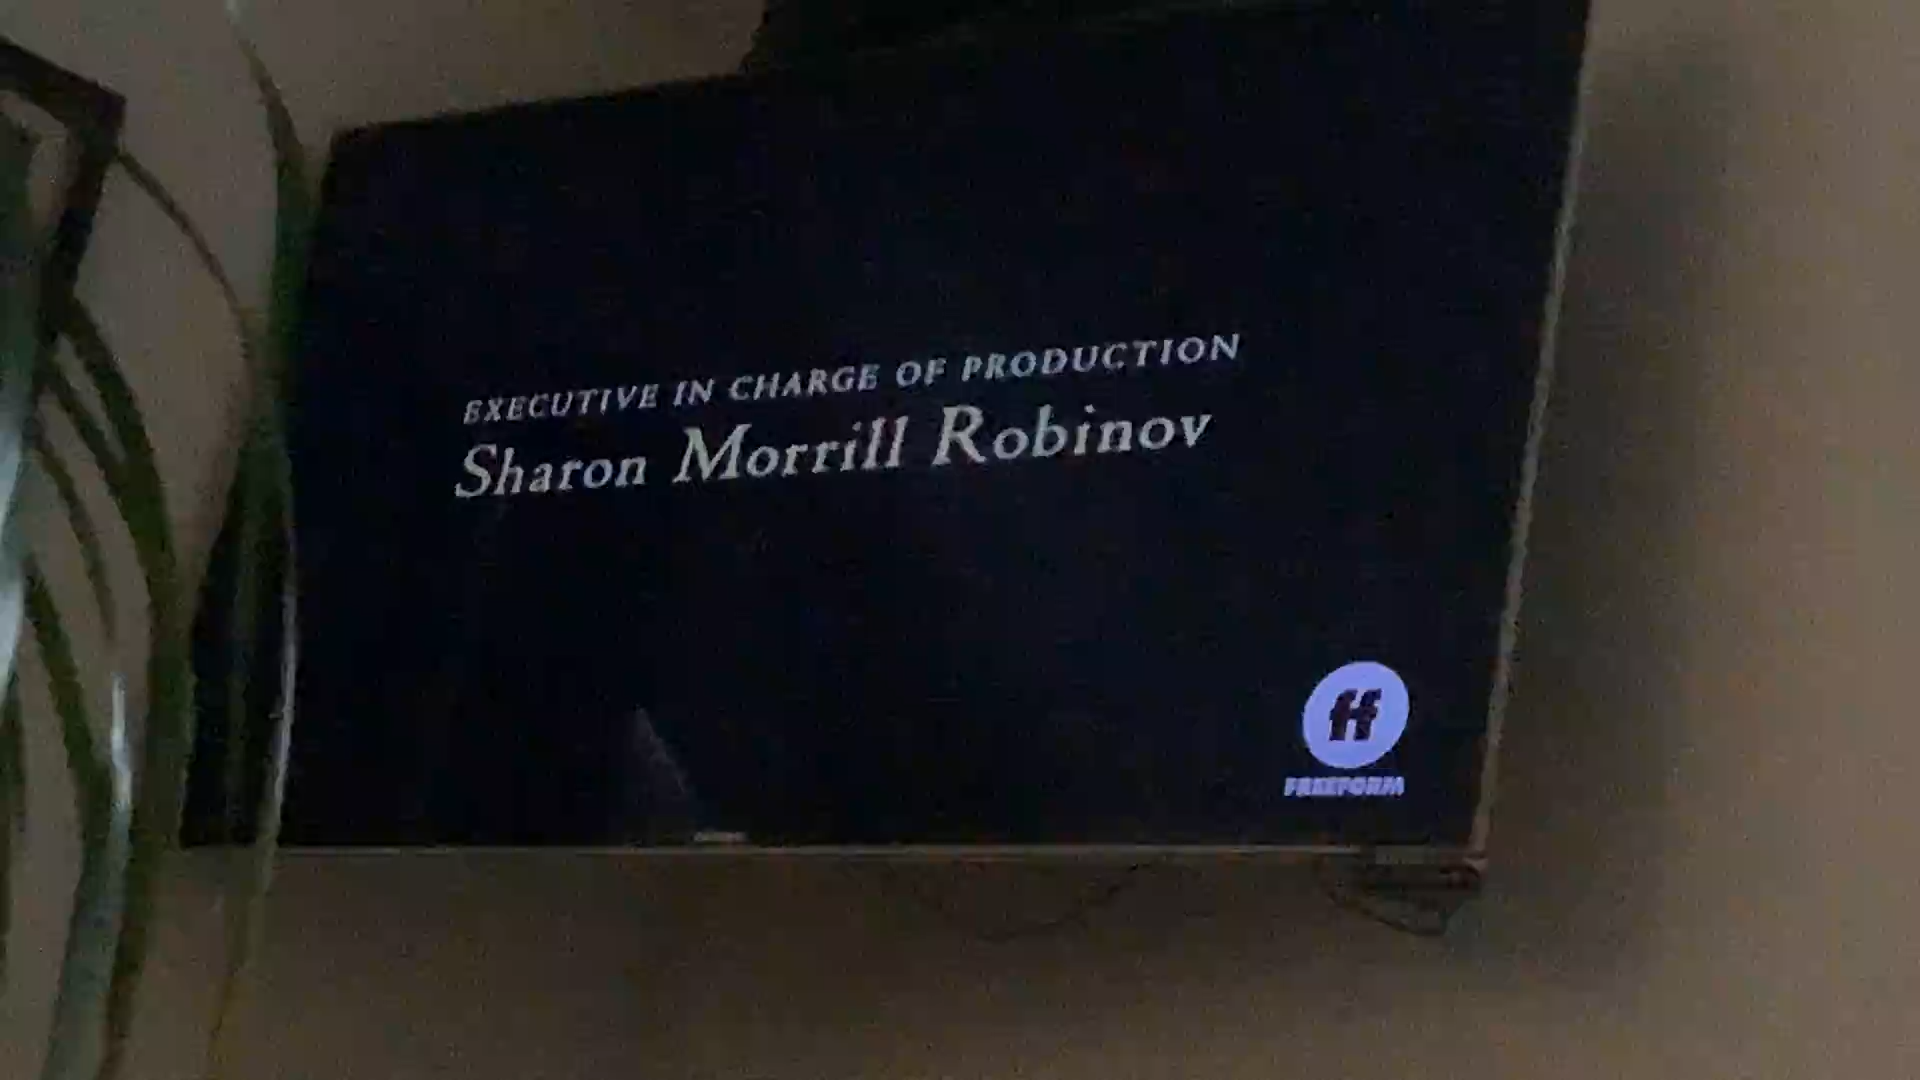 EXECUTIVE IN CHARGE OF PRODUCTION
Sharon Morrill Robinov
ff
FREEFORM